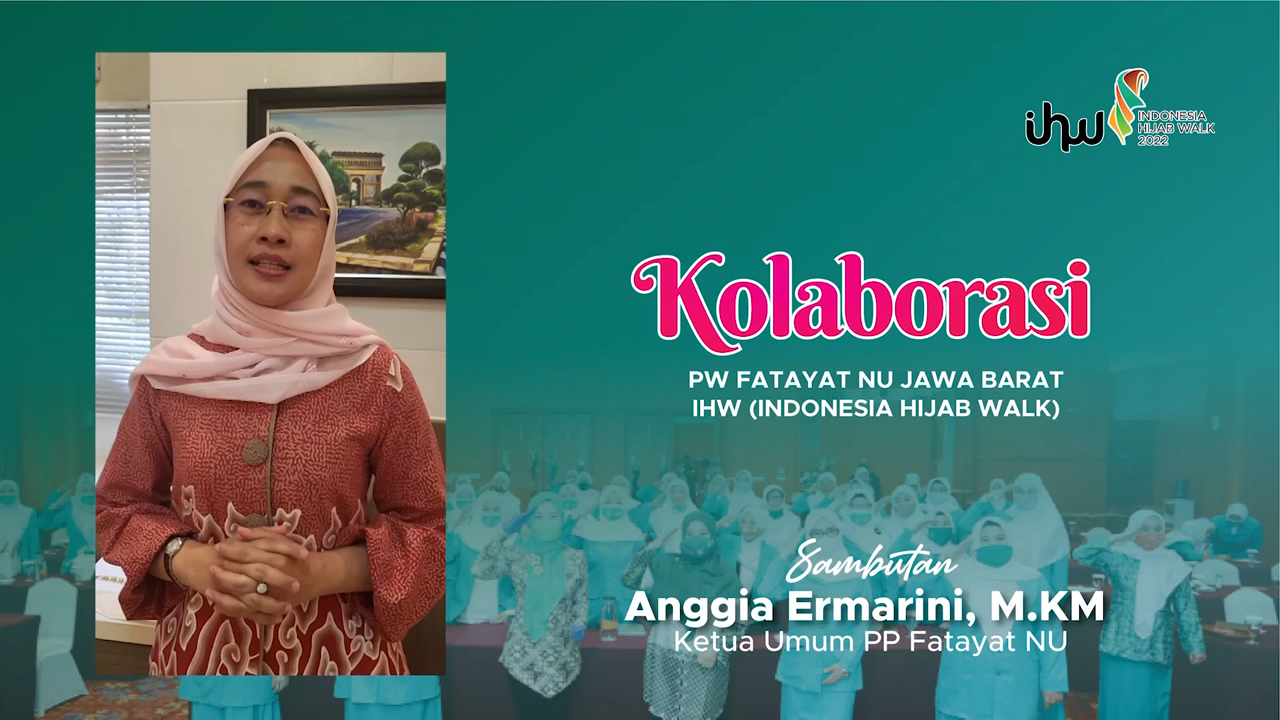 ihw
INDONESIA
HIJAB WALK
2022
Kolaborasi
PW FATAYAT NU JAWA BARAT
IHW (INDONESIA HIJAB WALK)
Sambutan
Anggia Ermarini, M.KM
Ketua Umum PP Fatayat NU